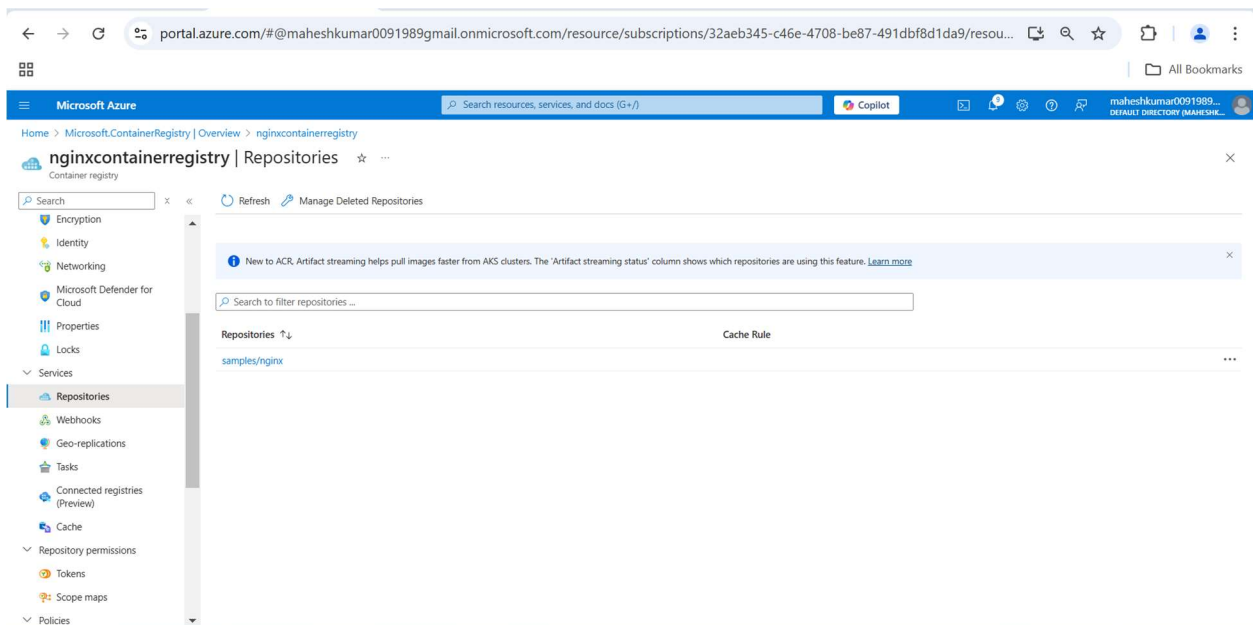 portal.azure.com/#@maheshkumar0091989gmail.onmicrosoft.com/resource/subscriptions/32aeb345-c46e-4708-be87-491dbf8d1da9/resou...
All Bookmarks
Microsoft Azure
Search resources, services, and docs (G+/)
Copilot
9
maheshkumar0091989...
DEFAULT DIRECTORY (MAHESHK...
Home > Microsoft.ContainerRegistry | Overview > nginxcontainerregistry
nginxcontainerregistry | Repositories
Container registry
Search
Refresh
Manage Deleted Repositories
Encryption
Identity
Networking
Microsoft Defender for
Cloud
Properties
Locks
Services
Repositories
Webhooks
Geo-replications
Tasks
Connected registries
(Preview)
Cache
Repository permissions
Tokens
Scope maps
Policies
New to ACR, Artifact streaming helps pull images faster from AKS clusters. The 'Artifact streaming status' column shows which repositories are using this feature. Learn more
Search to filter repositories ...
Repositories ↑↓
Cache Rule
samples/nginx